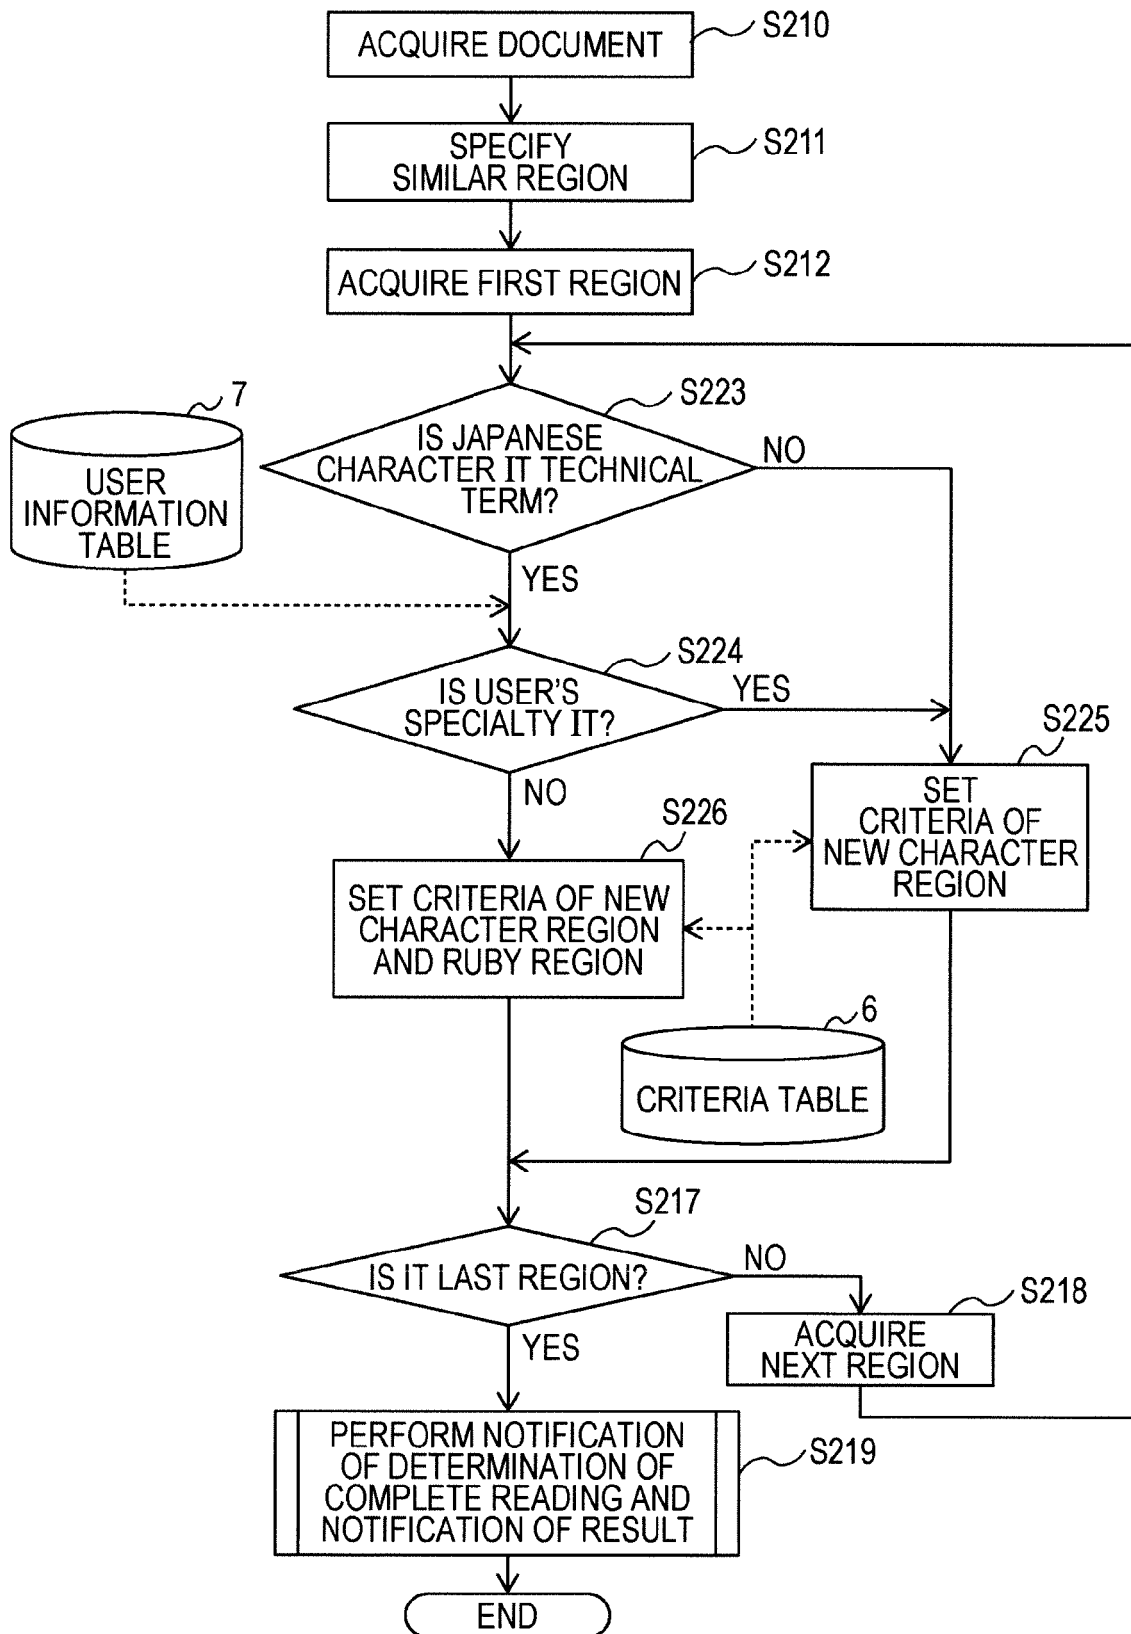 ACQUIRE DOCUMENT
S210
SPECIFY
SIMILAR REGION
S211
ACQUIRE FIRST REGION
S212
7
USER
INFORMATION
TABLE
S223
IS JAPANESE
CHARACTER IT TECHNICAL
TERM?
NO
YES
S224
IS USER'S
SPECIALTY IT?
YES
NO
S225
SET
CRITERIA OF
NEW CHARACTER
REGION
S226
SET CRITERIA OF NEW
CHARACTER REGION
AND RUBY REGION
6
CRITERIA TABLE
S217
IS IT LAST REGION?
NO
YES
S218
ACQUIRE
NEXT REGION
PERFORM NOTIFICATION
OF DETERMINATION OF
COMPLETE READING AND
NOTIFICATION OF RESULT
S219
END